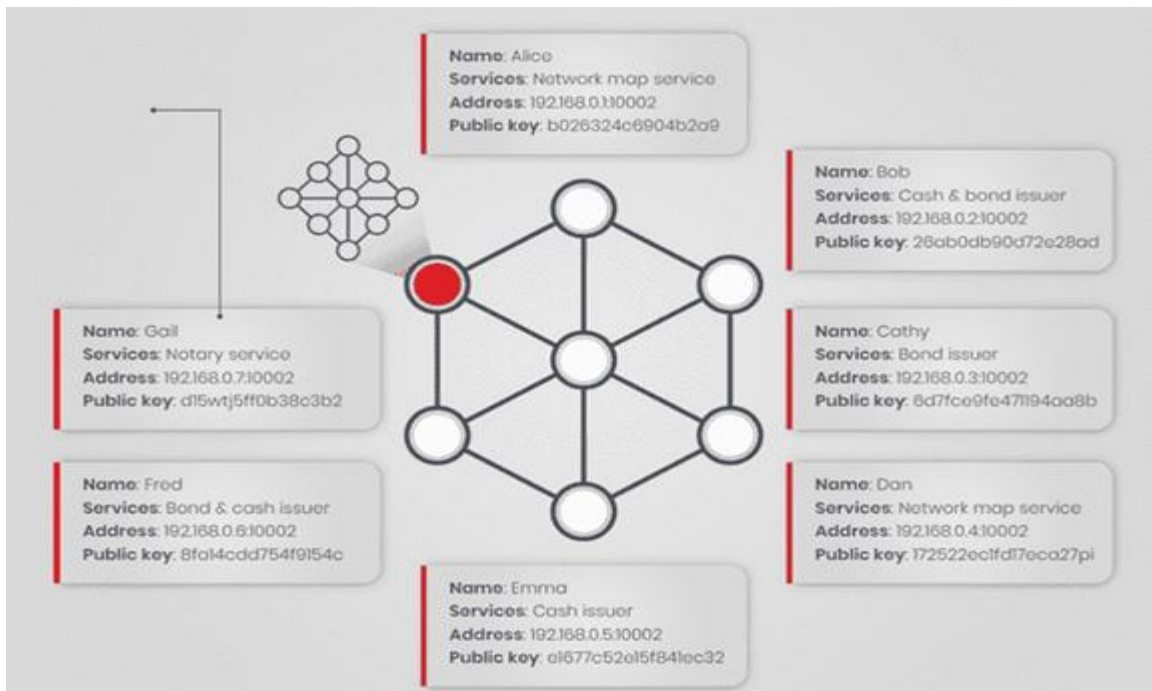 Name: Alice
Services: Network map service
Address: 192.168.0.1:10002
Public key: b026324c6904b2a9
Name: Bob
Services: Cash & bond issuer
Address: 192.168.0.2:10002
Public key: 26ab0db90d72e28ad
Name: Gail
Services: Notary service
Address: 192.168.0.7:10002
Public key: d15wtj5ff0b38c3b2
Name: Cathy
Services: Bond issuer
Address: 192.168.0.3:10002
Public key: 6d7fce9fe471194aa8b
Name: Fred
Services: Bond & cash issuer
Address: 192.168.0.6:10002
Public key: 8fa14cdd754f9154c
Name: Dan
Services: Network map service
Address: 192.168.0.4:10002
Public key: 172522ec1fd17eca27pi
Name: Emma
Services: Cash issuer
Address: 192.168.0.5:10002
Public key: e1677c52e15f841ec32